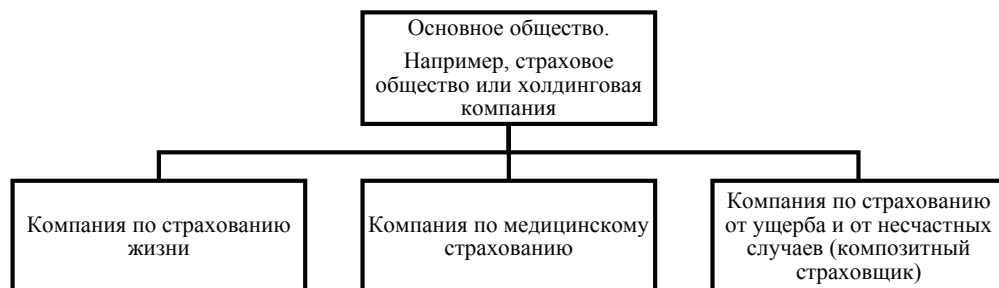 Основное общество.
Например, страховое
общество или холдинговая
компания
Компания по страхованию
жизни
Компания по медицинскому
страхованию
Компания по страхованию
от ущерба и от несчастных
случаев (композитный
страховщик)